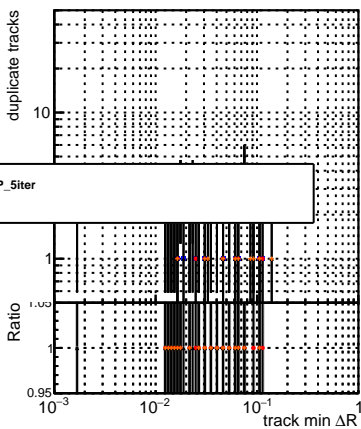 duplicate tracks
10
P_5iter
1
1.05
Ratio
1
0.95
10⁻³ 10⁻² 10⁻¹ 1
track min ΔR